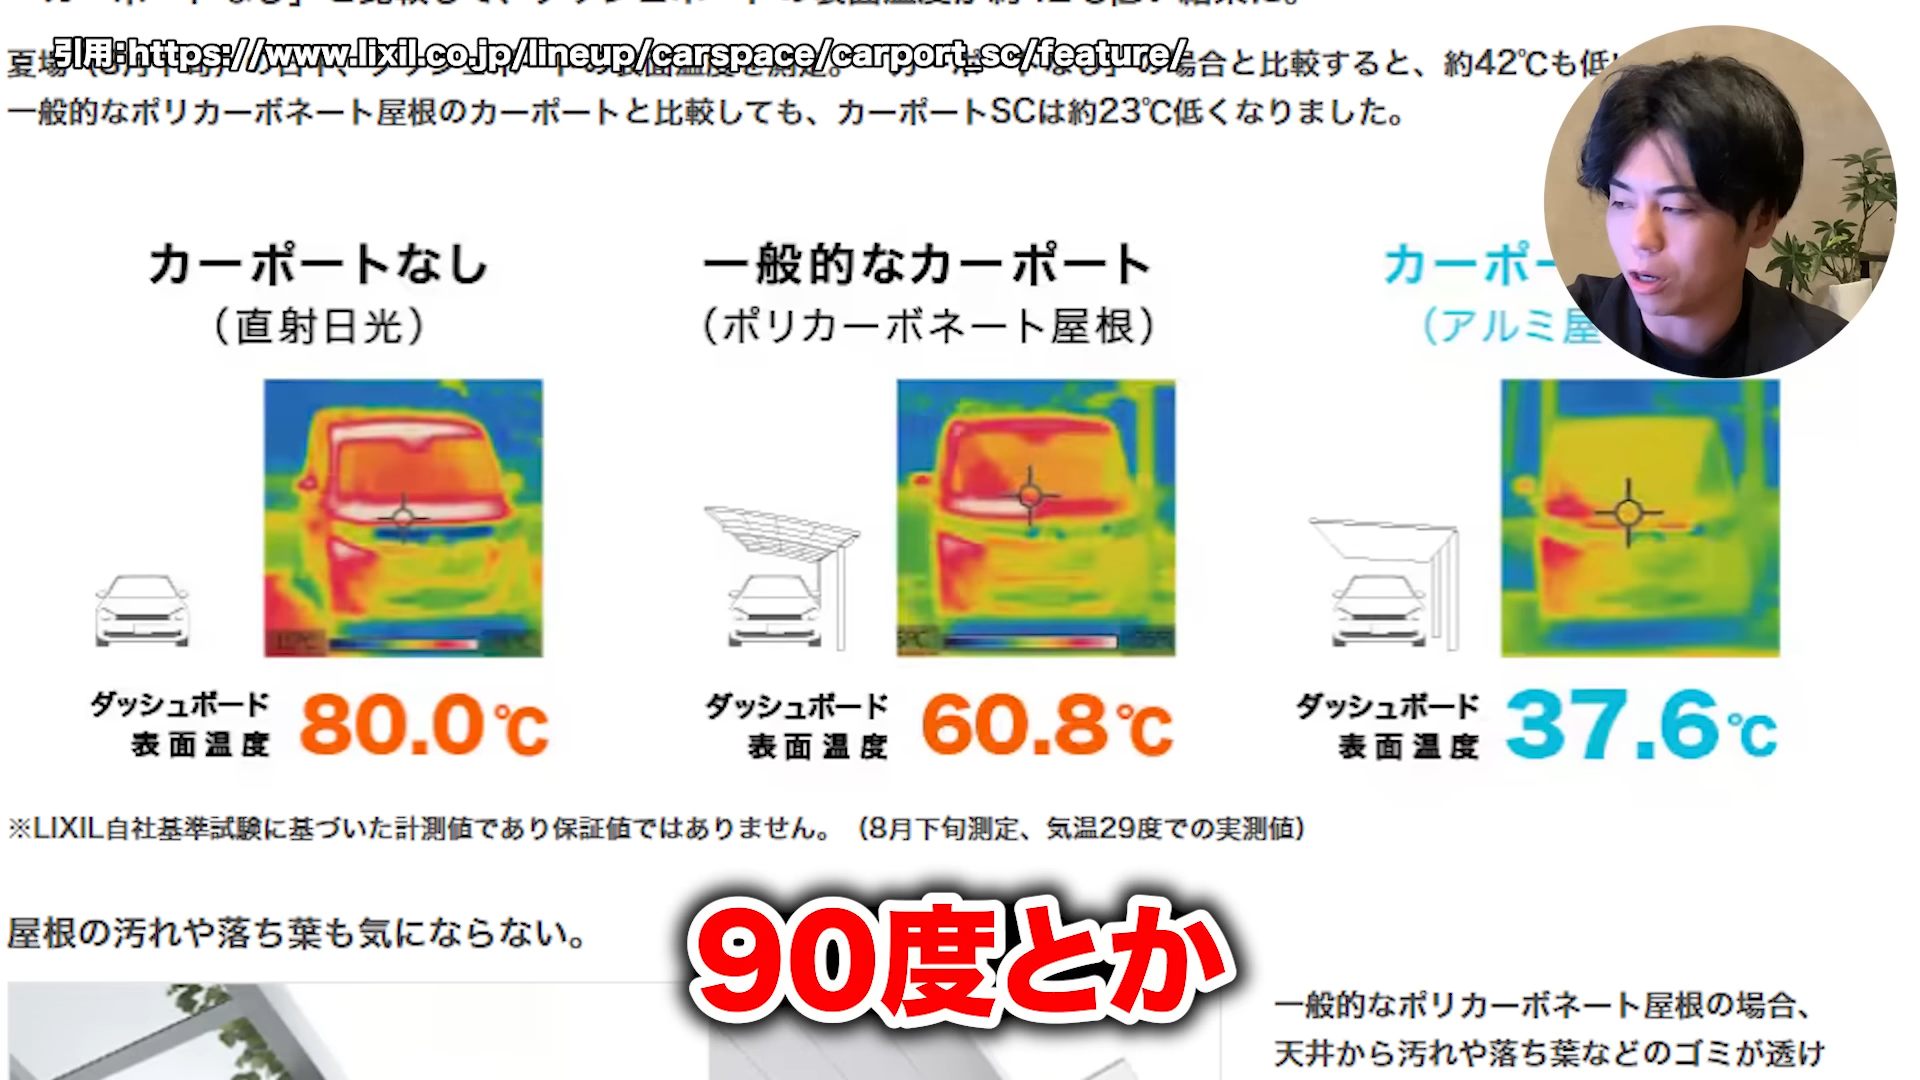 引用:https://www.lixil.co.jp/lineup/carspace/carport_sc/feature/
場合と比較すると、約42℃も低
一般的なポリカーボネート屋根のカーポートと比較しても、カーポートSCは約23℃低くなりました。
カーポートなし
（直射日光）
一般的なカーポート
（ポリカーボネート屋根）
カーポー
（アルミ屋
ダッシュボード
表面温度
80.0℃
ダッシュボード
表面温度
60.8℃
ダッシュボード
表面温度
37.6℃
※LIXIL自社基準試験に基づいた計測値であり保証値ではありません。（8月下旬測定、気温29度での実測値）
屋根の汚れや落ち葉も気にならない。
90度とか
一般的なポリカーボネート屋根の場合、
天井から汚れや落ち葉などのゴミが透け